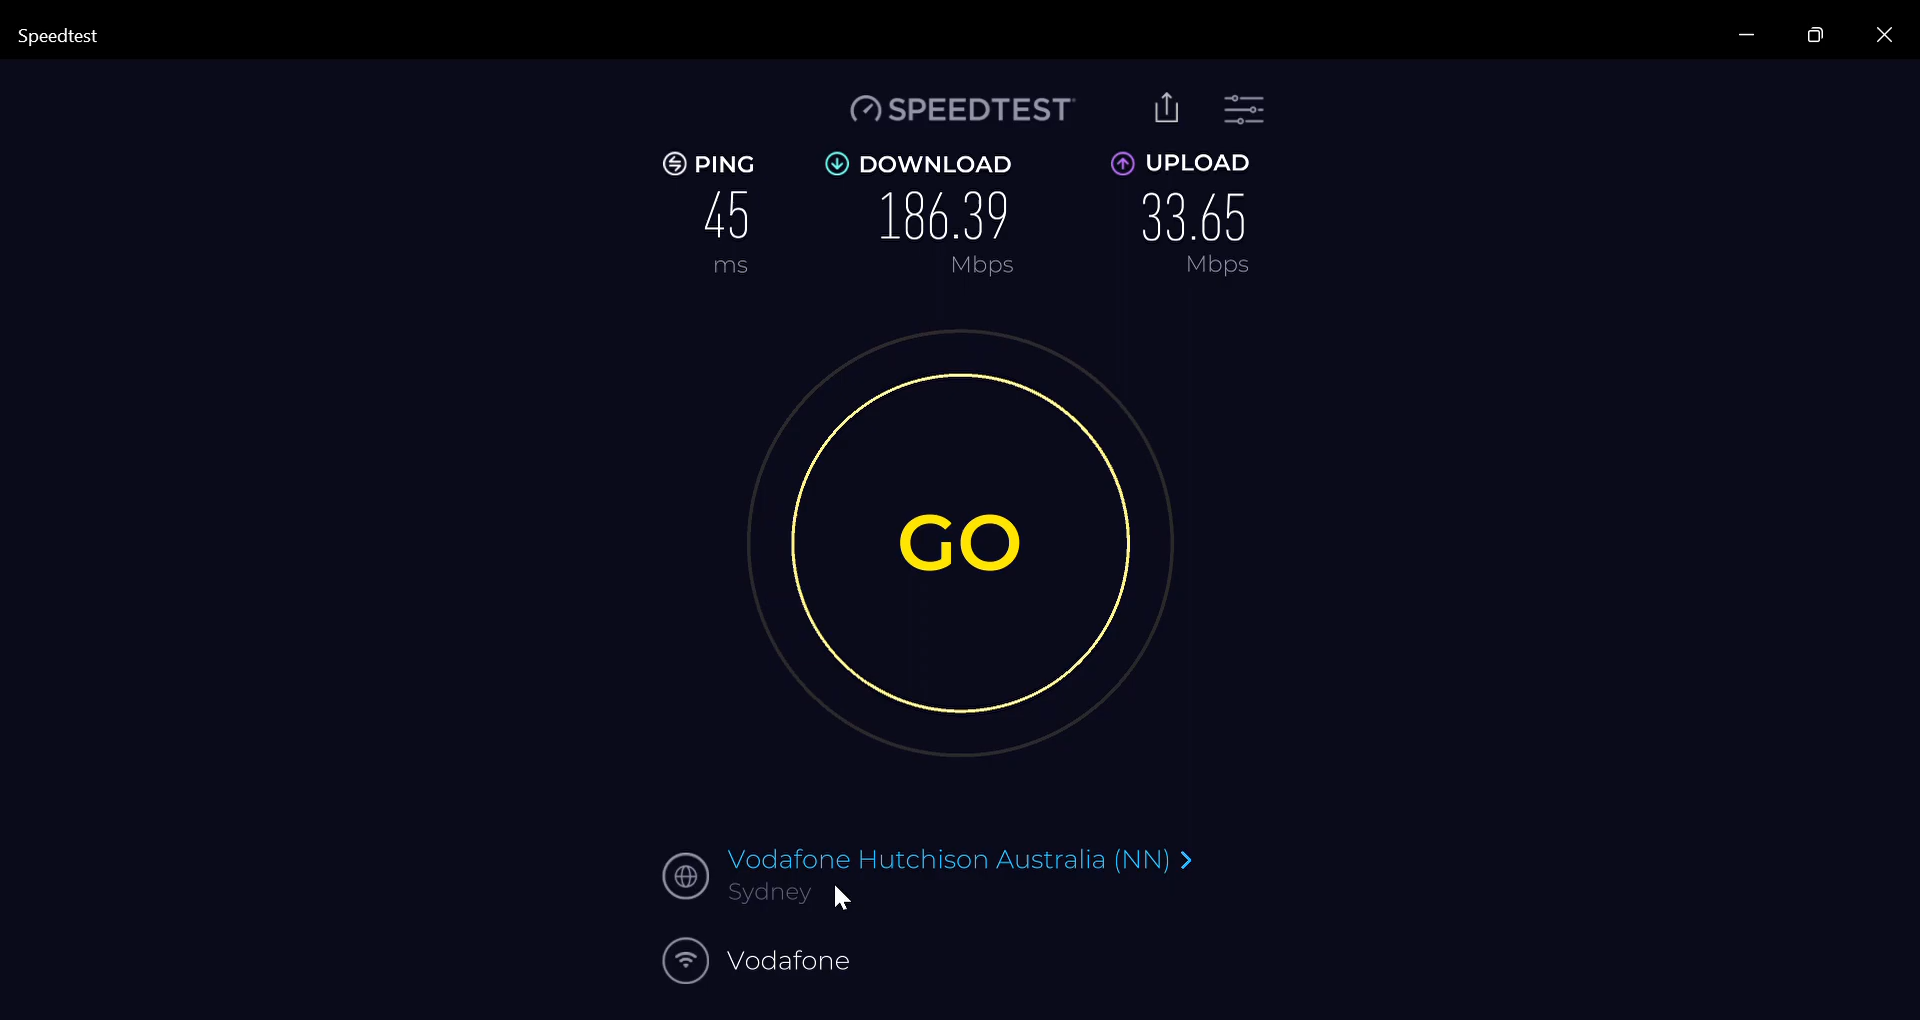 Speedtest
SPEEDTEST
PING DOWNLOAD UPLOAD
45 186.39 33.65
ms Mbps Mbps
GO
Vodafone Hutchison Australia (NN)
Sydney
Vodafone